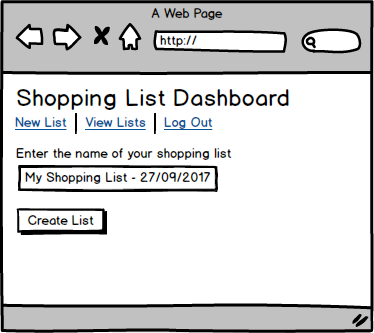 A Web Page
http://
Shopping List Dashboard
New List | View Lists | Log Out
Enter the name of your shopping list
My Shopping List - 27/09/2017
Create List